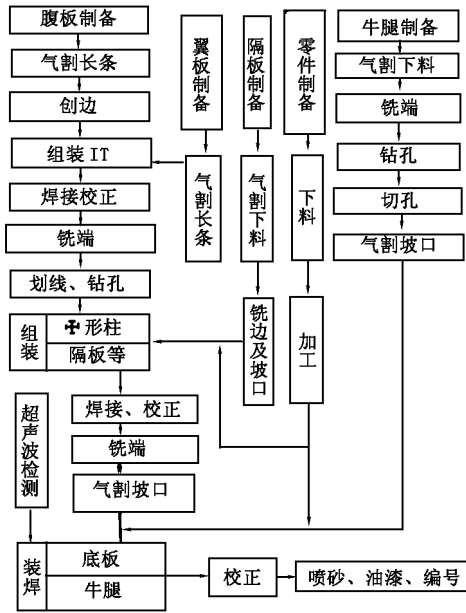 腹板制备
气割长条
创边
组装IT
焊接校正
铣端
划线、钻孔
组装
形柱
隔板等
焊接、校正
铣端
气割坡口
超声波检测
装焊
底板
牛腿
校正
喷砂、油漆、编号
翼板制备
气割长条
隔板制备
气割下料
铣边及坡口
零件制备
下料
加工
牛腿制备
气割下料
铣端
钻孔
切孔
气割坡口